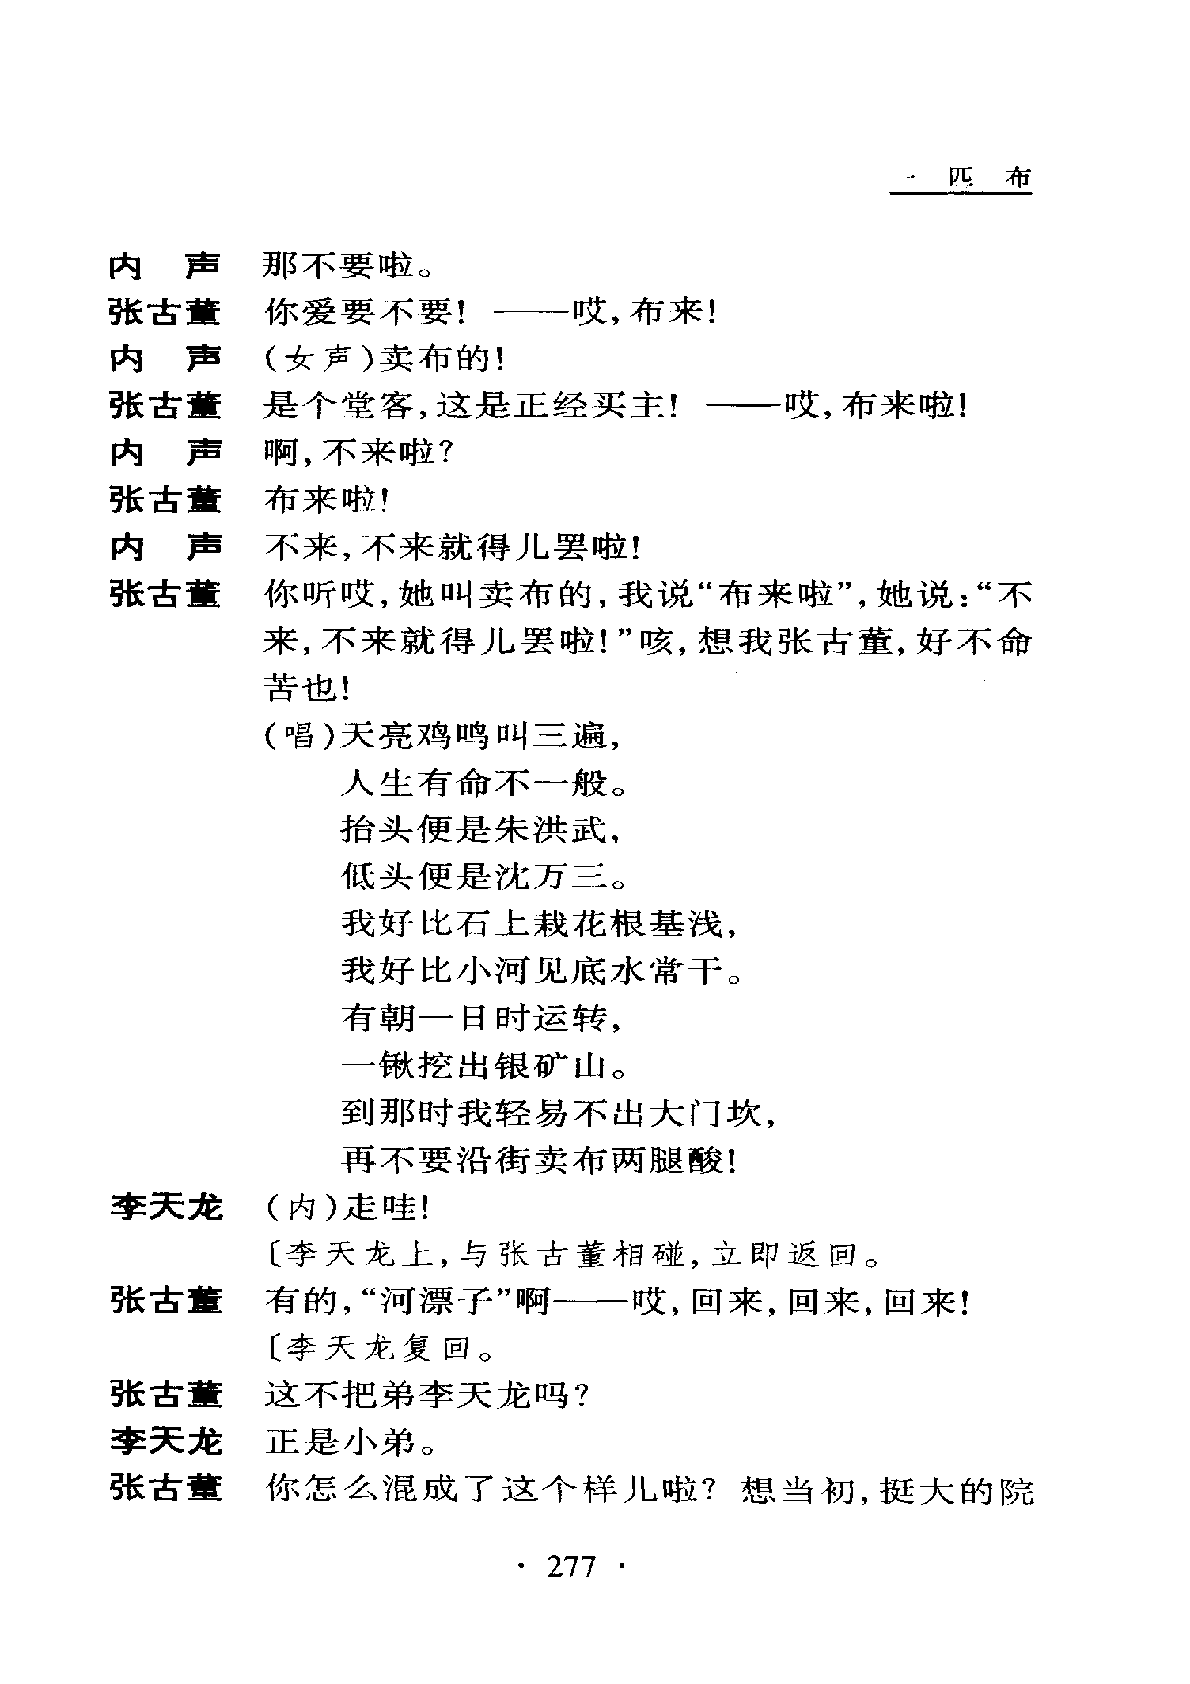 一匹布
内　声　那不要啦。
张古董　你爱要不要！——哎，布来！
内　声　（女声）卖布的！
张古董　是个堂客，这是正经买主！——哎，布来啦！
内　声　啊，不来啦？
张古董　布来啦！
内　声　不来，不来就得儿罢啦！
张古董　你听哎，她叫卖布的，我说“布来啦”，她说：“不
来，不来就得儿罢啦！”咳，想我张古董，好不命
苦也！
（唱）天亮鸡鸣叫三遍，
人生有命不一般。
抬头便是朱洪武，
低头便是沈万三。
我好比石上栽花根基浅，
我好比小河见底水常干。
有朝一日时运转，
一锹挖出银矿山。
到那时我轻易不出大门坎，
再不要沿街卖布两腿酸！
李天龙　（内）走哇！
〔李天龙上，与张古董相碰，立即返回。
张古董　有的，“河漂子”啊——哎，回来，回来，回来！
〔李天龙复回。
张古董　这不把弟李天龙吗？
李天龙　正是小弟。
张古董　你怎么混成了这个样儿啦？想当初，挺大的院
· 277 ·